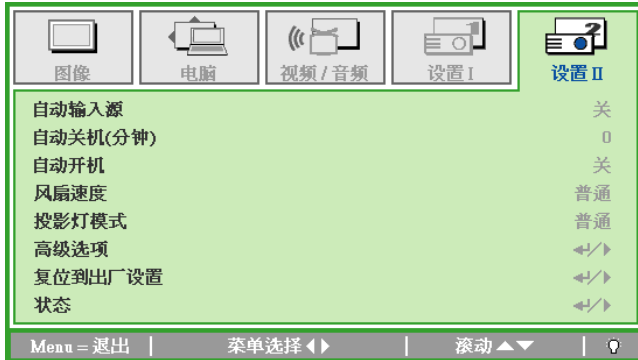 图像 电脑 视频/音频 设置I 设置II
自动输入源 关
自动关机(分钟) 0
自动开机 关
风扇速度 普通
投影灯模式 普通
高级选项 ↵/▶
复位到出厂设置 ↵/▶
状态 ↵/▶
Menu = 退出 菜单选择◀▶ 滚动▲▼